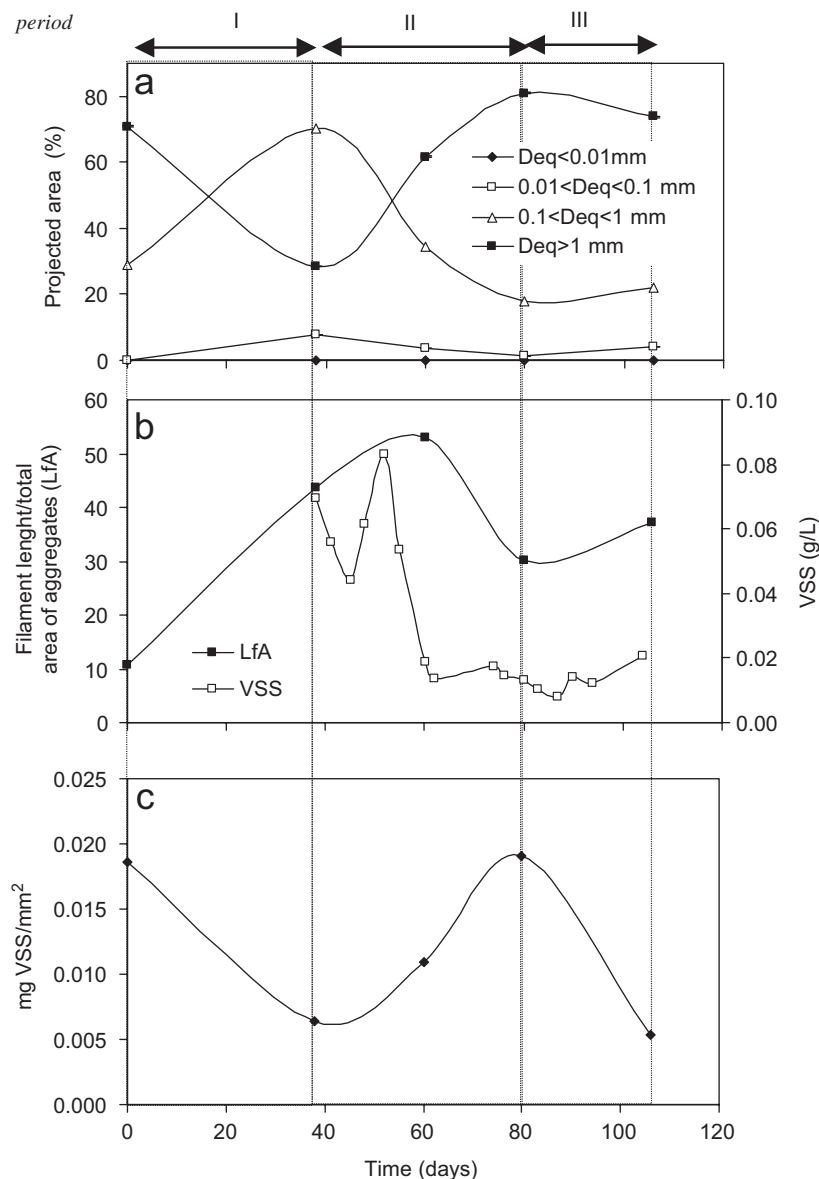 period
I II III
a
80
60
40
20
0
Projected area (%)
Deq<0.01mm
0.01<Deq<0.1 mm
0.1<Deq<1 mm
Deq>1 mm
b
60
50
40
30
20
10
0
Filament lenght/total
area of aggregates (LfA)
LfA
VSS
0.10
0.08
0.06
0.04
0.02
0.00
VSS (g/L)
c
0.025
0.020
0.015
0.010
0.005
0.000
mg VSS/mm²
0 20 40 60 80 100 120
Time (days)